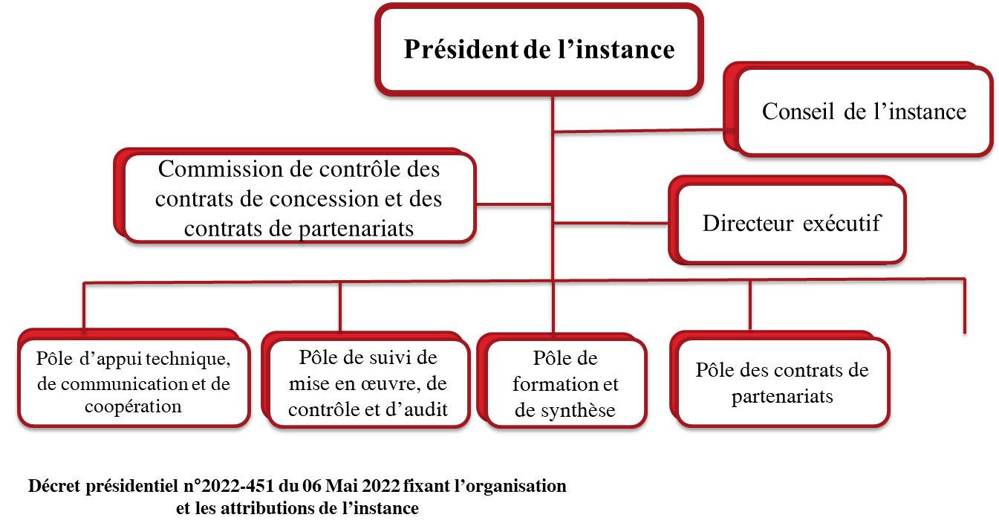 Président de l’instance
Conseil de l’instance
Commission de contrôle des
contrats de concession et des
contrats de partenariats
Directeur exécutif
Pôle d’appui technique,
de communication et de
coopération
Pôle de suivi de
mise en œuvre, de
contrôle et d’audit
Pôle de
formation et
de synthèse
Pôle des contrats de
partenariats
Décret présidentiel n°2022-451 du 06 Mai 2022 fixant l’organisation
et les attributions de l’instance